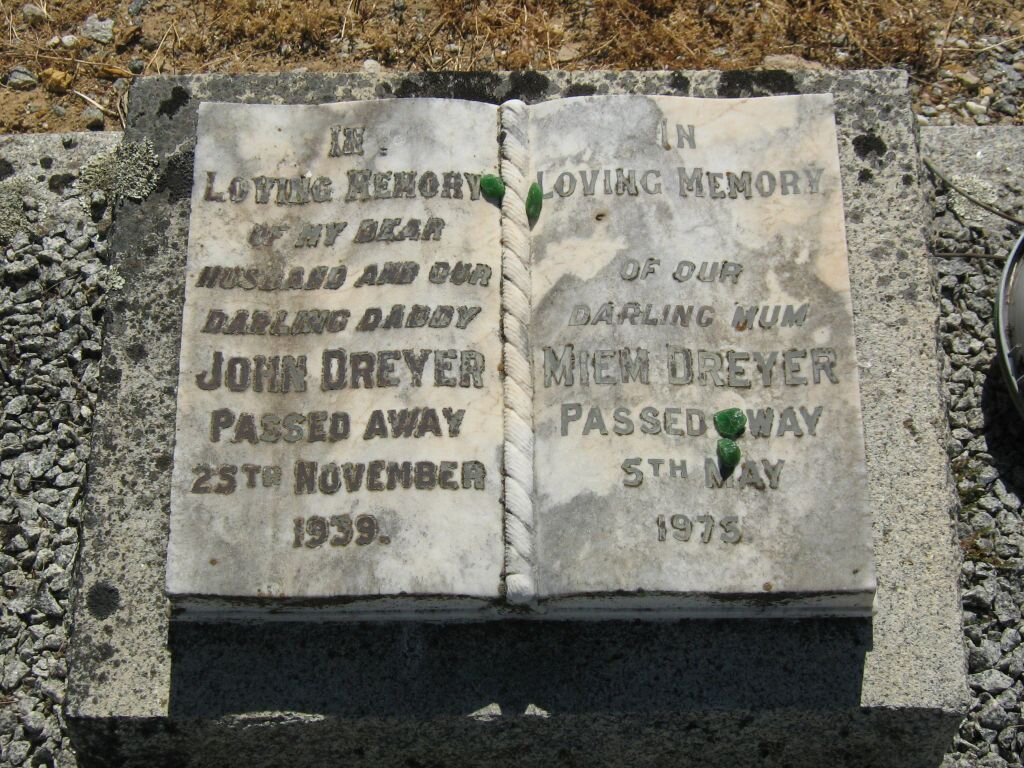 IN
LOVING MEMORY
OF MY DEAR
HUSBAND AND OUR
DARLING DADDY
JOHN DREYER
PASSED AWAY
25TH NOVEMBER
1939.
IN
LOVING MEMORY
OF OUR
DARLING MUM
MIEM DREYER
PASSED AWAY
5TH MAY
1975.